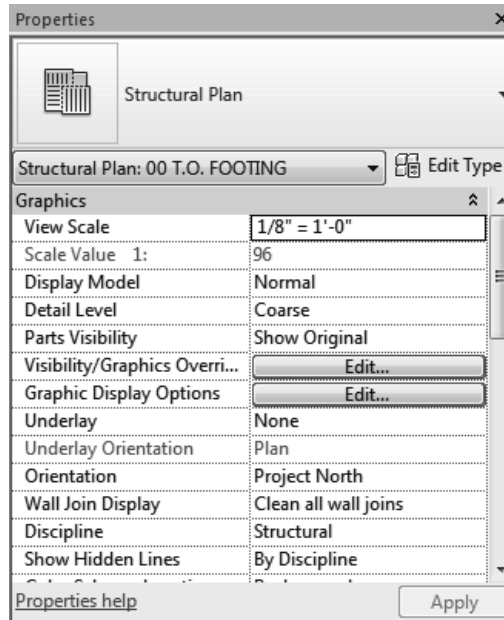 Properties
Structural Plan
Structural Plan: 00 T.O. FOOTING Edit Type
Graphics
View Scale 1/8" = 1'-0"
Scale Value 1: 96
Display Model Normal
Detail Level Coarse
Parts Visibility Show Original
Visibility/Graphics Overri... Edit...
Graphic Display Options Edit...
Underlay None
Underlay Orientation Plan
Orientation Project North
Wall Join Display Clean all wall joins
Discipline Structural
Show Hidden Lines By Discipline
Properties help Apply